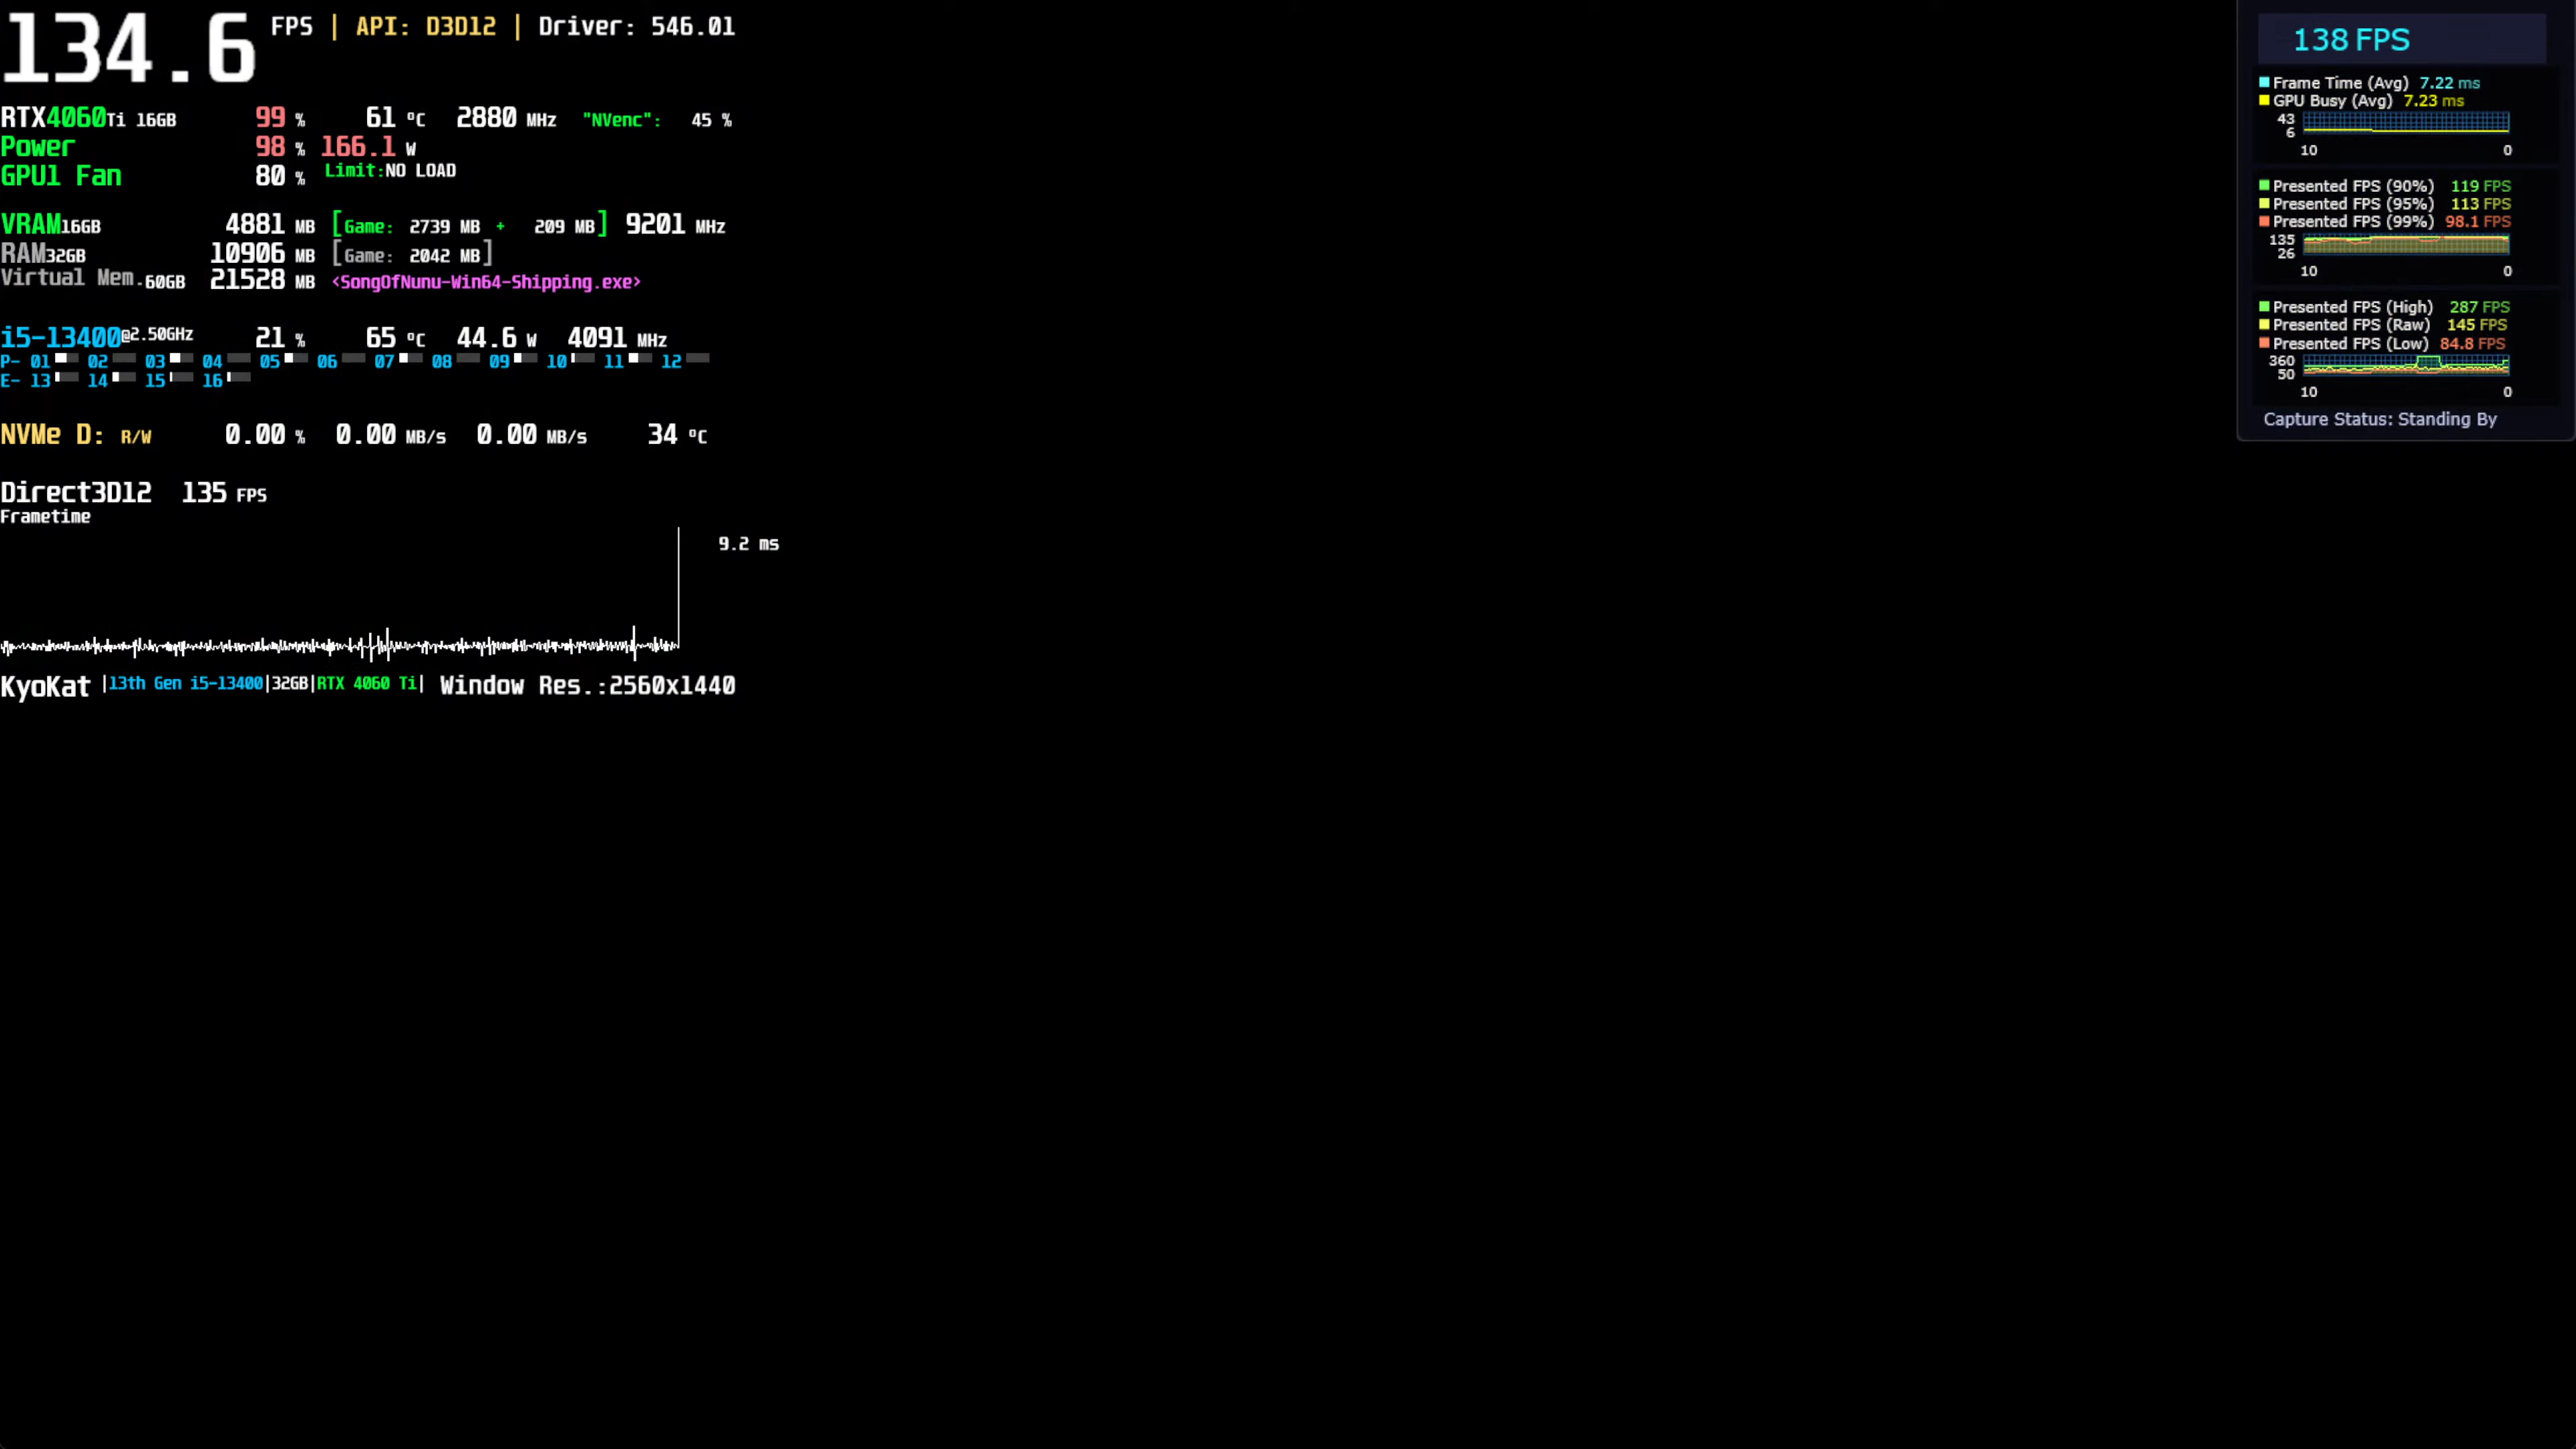 134.6 FPS | API: D3D12 | Driver: 546.01
RTX4060Ti 16GB 99 % 61 °C 2880 MHz "NVenc": 45 %
Power 98 % 166.1 W
GPU1 Fan 80 % Limit:NO LOAD
VRAM16GB 4881 MB [Game: 2739 MB + 209 MB] 9201 MHz
RAM32GB 10906 MB [Game: 2042 MB]
Virtual Mem.60GB 21528 MB <SongOfNunu-Win64-Shipping.exe>
i5-13400@2.50GHz 21 % 65 °C 44.6 W 4091 MHz
P- 01 02 03 04 05 06 07 08 09 10 11 12
E- 13 14 15 16
NVMe D: R/W 0.00 % 0.00 MB/s 0.00 MB/s 34 °C
Direct3D12 135 FPS
Frametime
9.2 ms
KyoKat |13th Gen i5-13400|32GB|RTX 4060 Ti| Window Res.:2560x1440
138 FPS
Frame Time (Avg) 7.22 ms
GPU Busy (Avg) 7.23 ms
43
6
10 0
Presented FPS (90%) 119 FPS
Presented FPS (95%) 113 FPS
Presented FPS (99%) 98.1 FPS
135
26
10 0
Presented FPS (High) 287 FPS
Presented FPS (Raw) 145 FPS
Presented FPS (Low) 84.8 FPS
360
50
10 0
Capture Status: Standing By